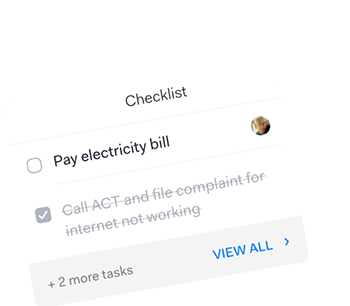 Checklist
Pay electricity bill
Call ACT and file complaint for
internet not working
+ 2 more tasks
VIEW ALL >